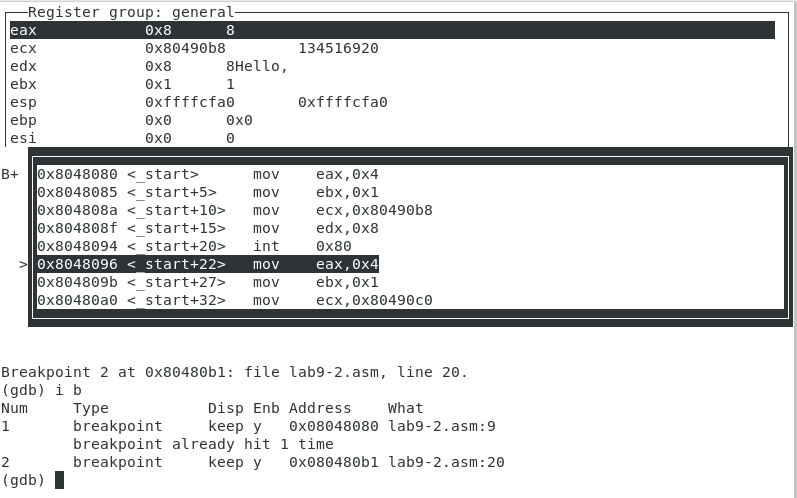 Register group: general
eax 0x8 8
ecx 0x80490b8 134516920
edx 0x8 8Hello,
ebx 0x1 1
esp 0xffffcfa0 0xffffcfa0
ebp 0x0 0x0
esi 0x0 0
B+ 0x8048080 <_start> mov eax,0x4
0x8048085 <_start+5> mov ebx,0x1
0x804808a <_start+10> mov ecx,0x80490b8
0x804808f <_start+15> mov edx,0x8
0x8048094 <_start+20> int 0x80
> 0x8048096 <_start+22> mov eax,0x4
0x804809b <_start+27> mov ebx,0x1
0x80480a0 <_start+32> mov ecx,0x80490c0
Breakpoint 2 at 0x80480b1: file lab9-2.asm, line 20.
(gdb) i b
Num Type Disp Enb Address What
1 breakpoint keep y 0x08048080 lab9-2.asm:9
breakpoint already hit 1 time
2 breakpoint keep y 0x080480b1 lab9-2.asm:20
(gdb)